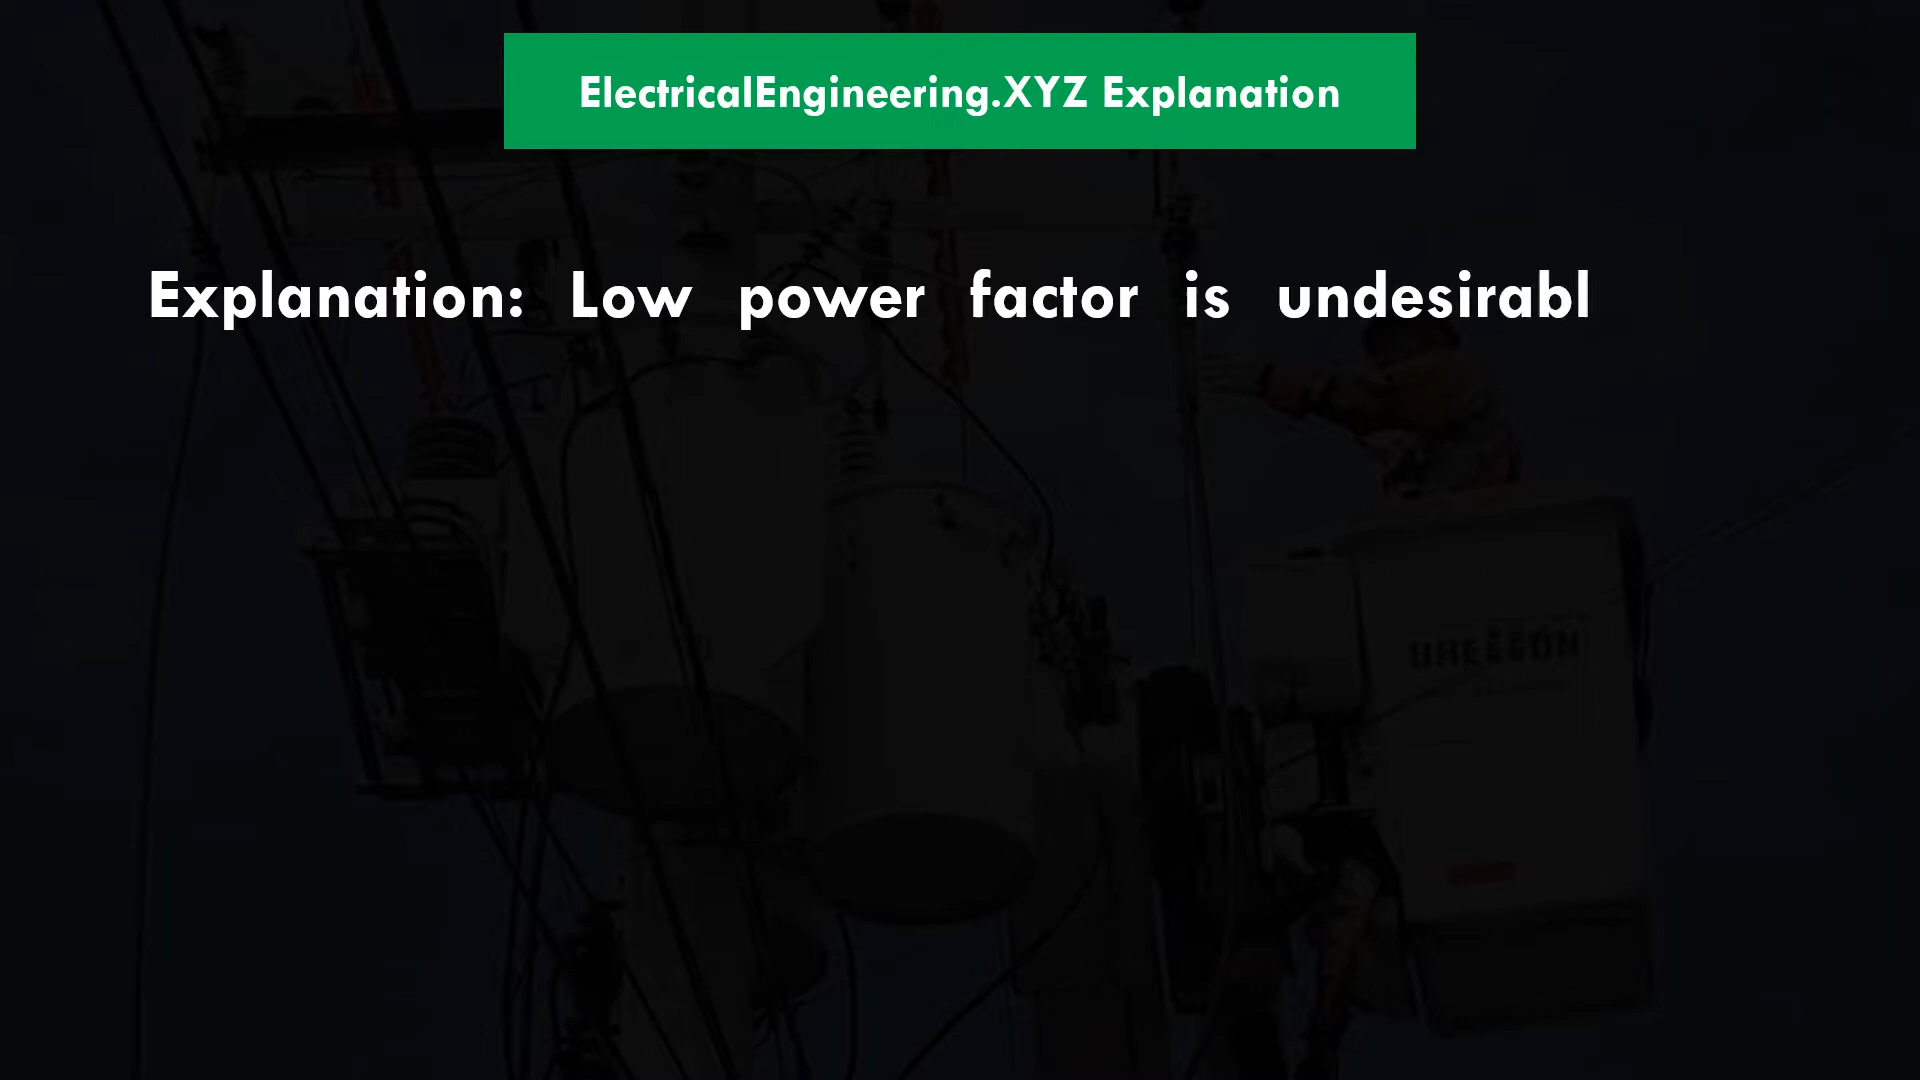 ElectricalEngineering.XYZ Explanation
Explanation: Low power factor is undesirabl